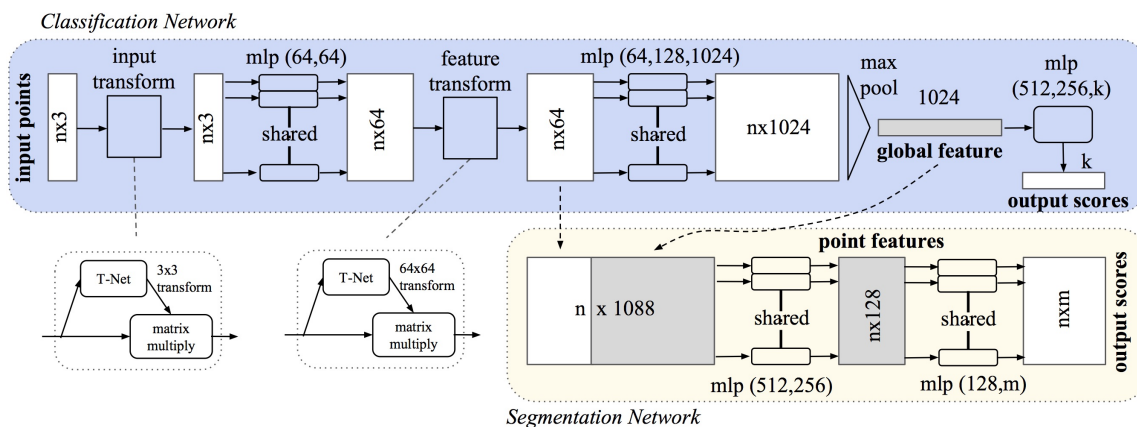 Classification Network
input points
nx3
input
transform
nx3
mlp (64,64)
shared
nx64
feature
transform
nx64
mlp (64,128,1024)
shared
nx1024
max
pool
1024
global feature
mlp
(512,256,k)
k
output scores
T-Net
3x3
transform
matrix
multiply
T-Net
64x64
transform
matrix
multiply
point features
n x 1088
shared
mlp (512,256)
nx128
shared
mlp (128,m)
nxm
output scores
Segmentation Network